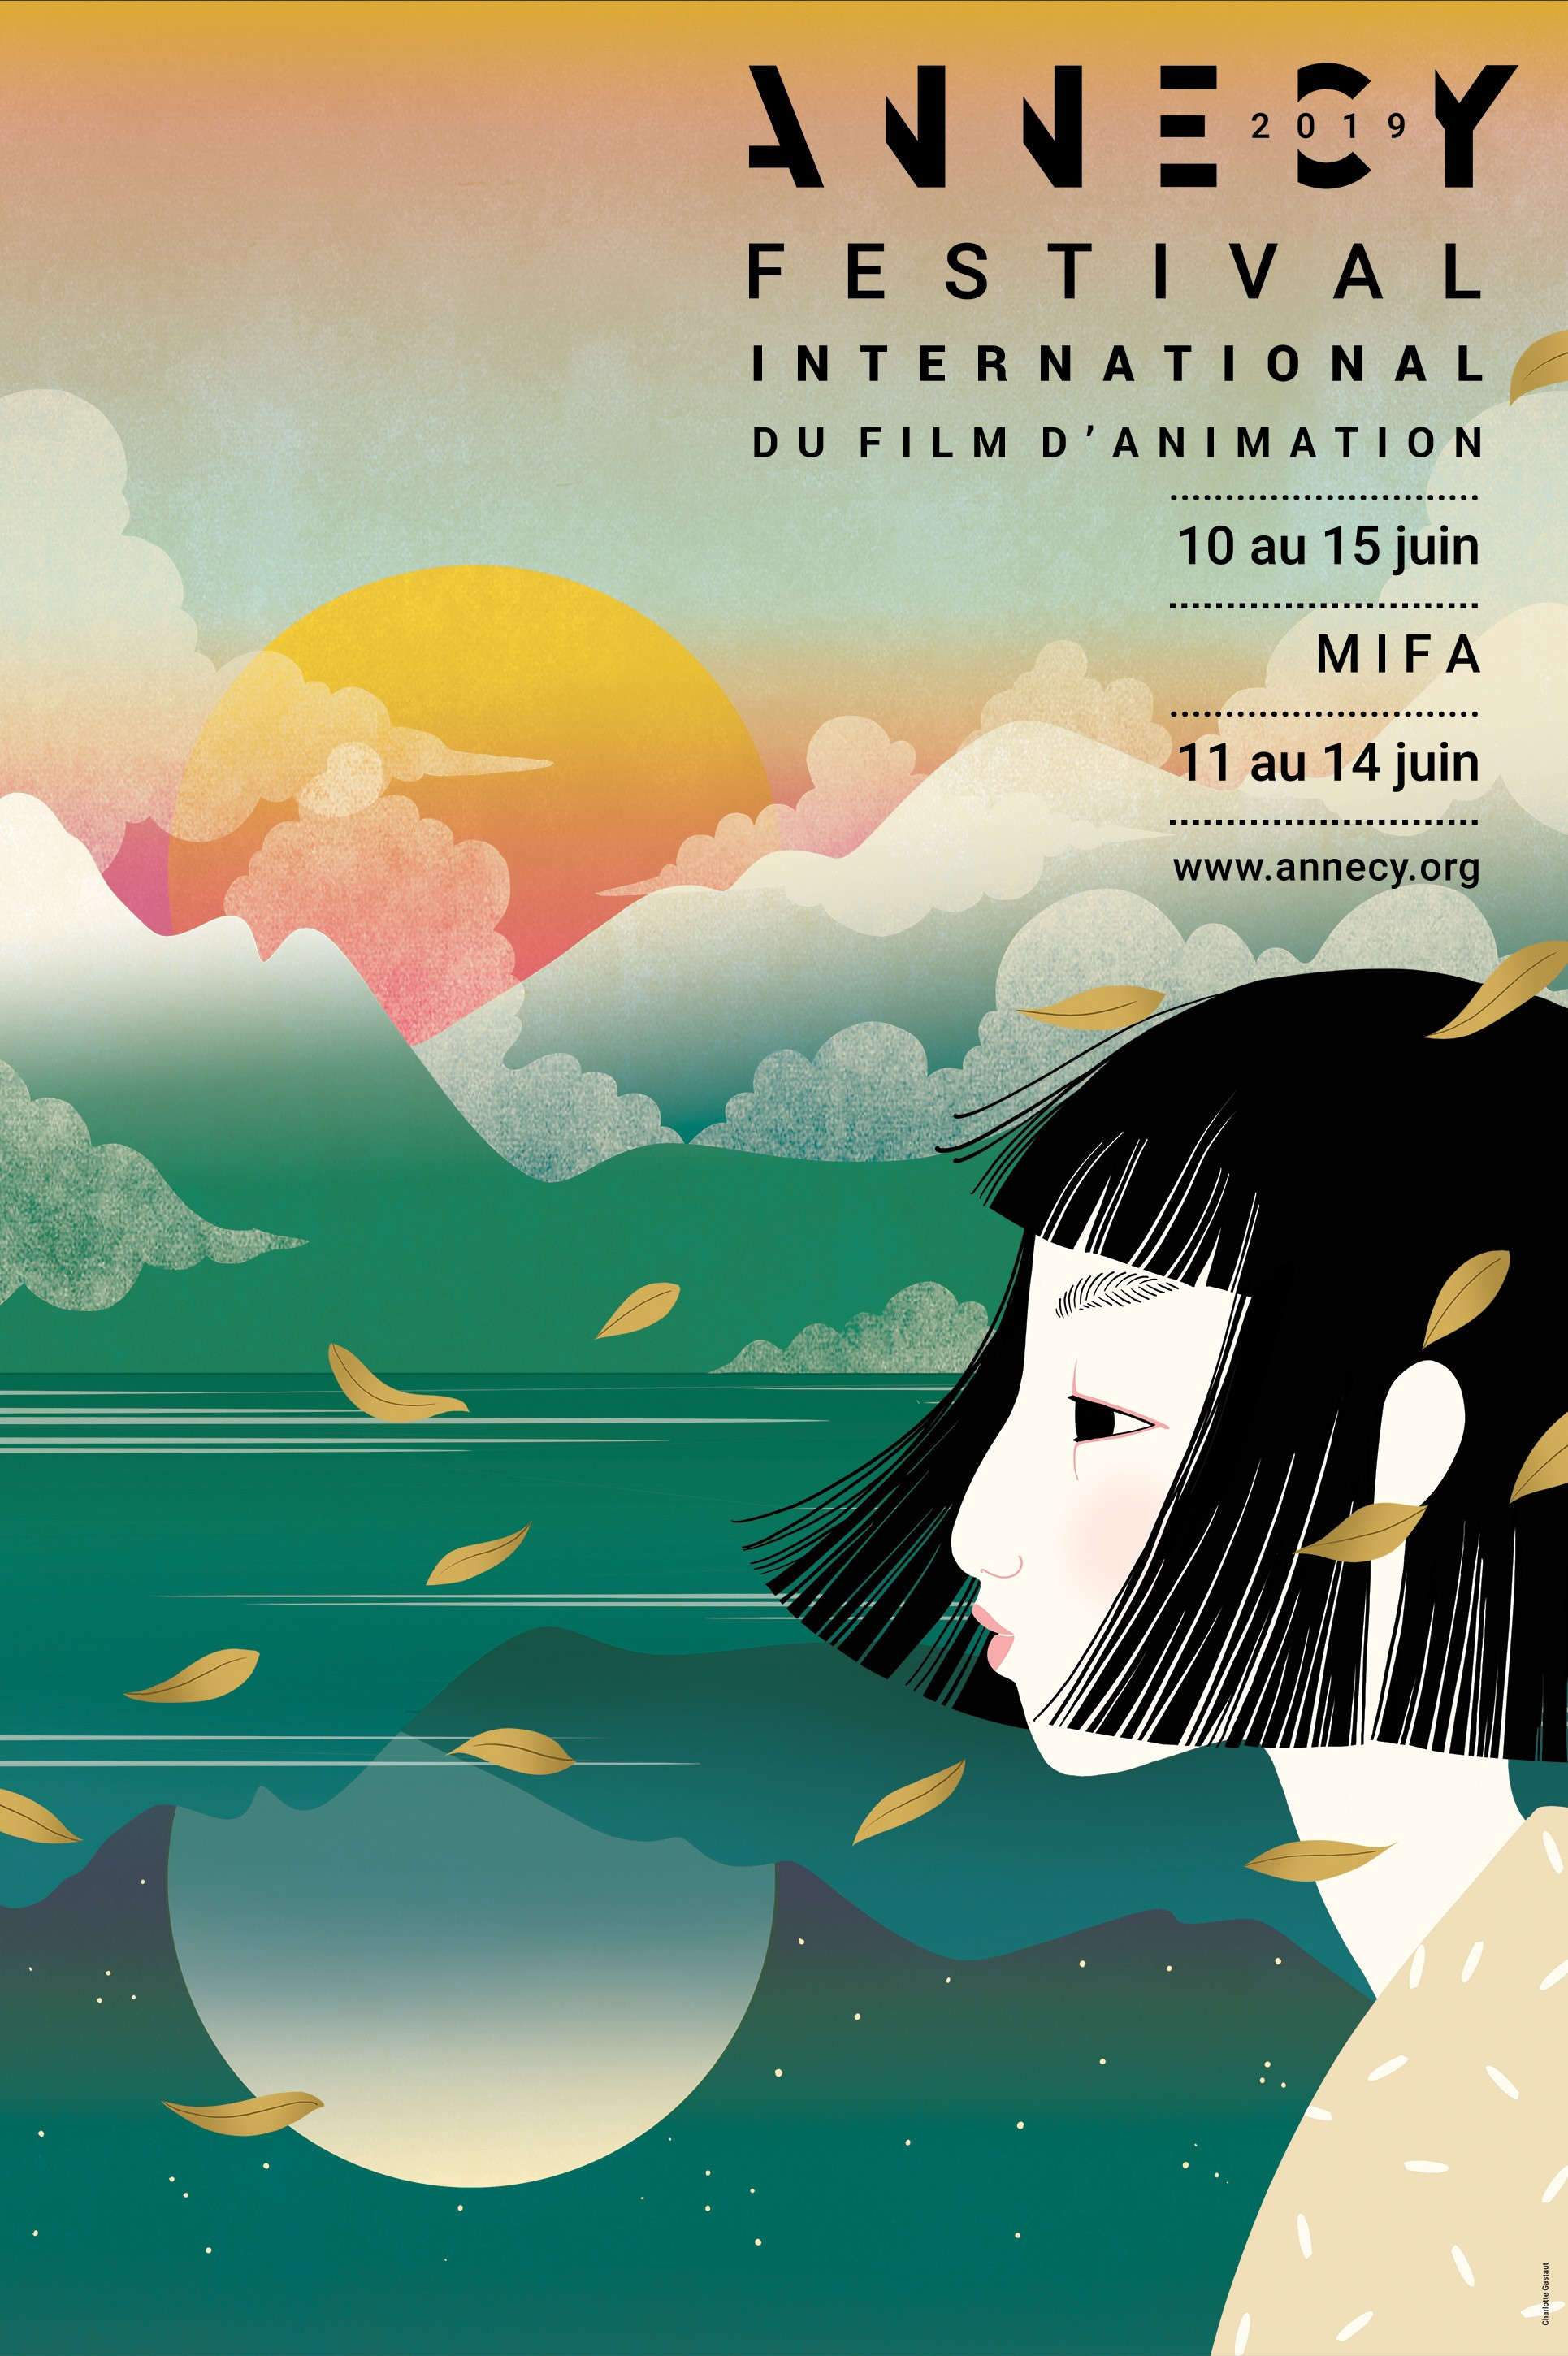 ANNECY
2019
FESTIVAL
INTERNATIONAL
DU FILM D'ANIMATION
10 au 15 juin
MIFA
11 au 14 juin
www.annecy.org
Charlotte Gastaut